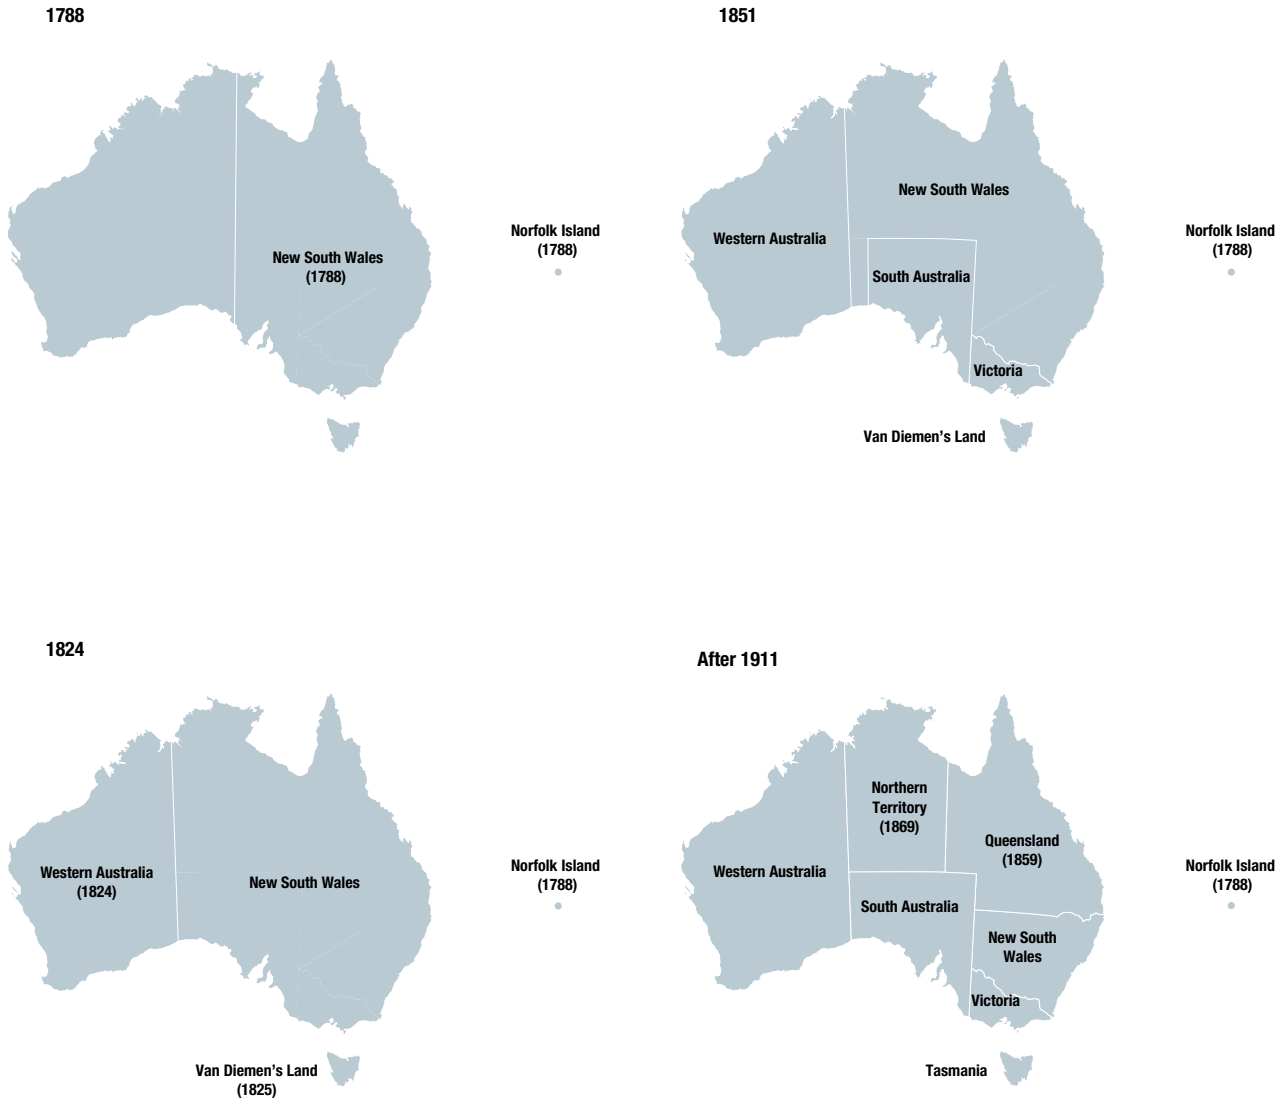 1788
New South Wales
(1788)
Norfolk Island
(1788)
1851
New South Wales
Western Australia
South Australia
Victoria
Van Diemen’s Land
Norfolk Island
(1788)
1824
Western Australia
(1824)
New South Wales
Van Diemen’s Land
(1825)
Norfolk Island
(1788)
After 1911
Northern
Territory
(1869)
Queensland
(1859)
Western Australia
South Australia
New South
Wales
Victoria
Tasmania
Norfolk Island
(1788)